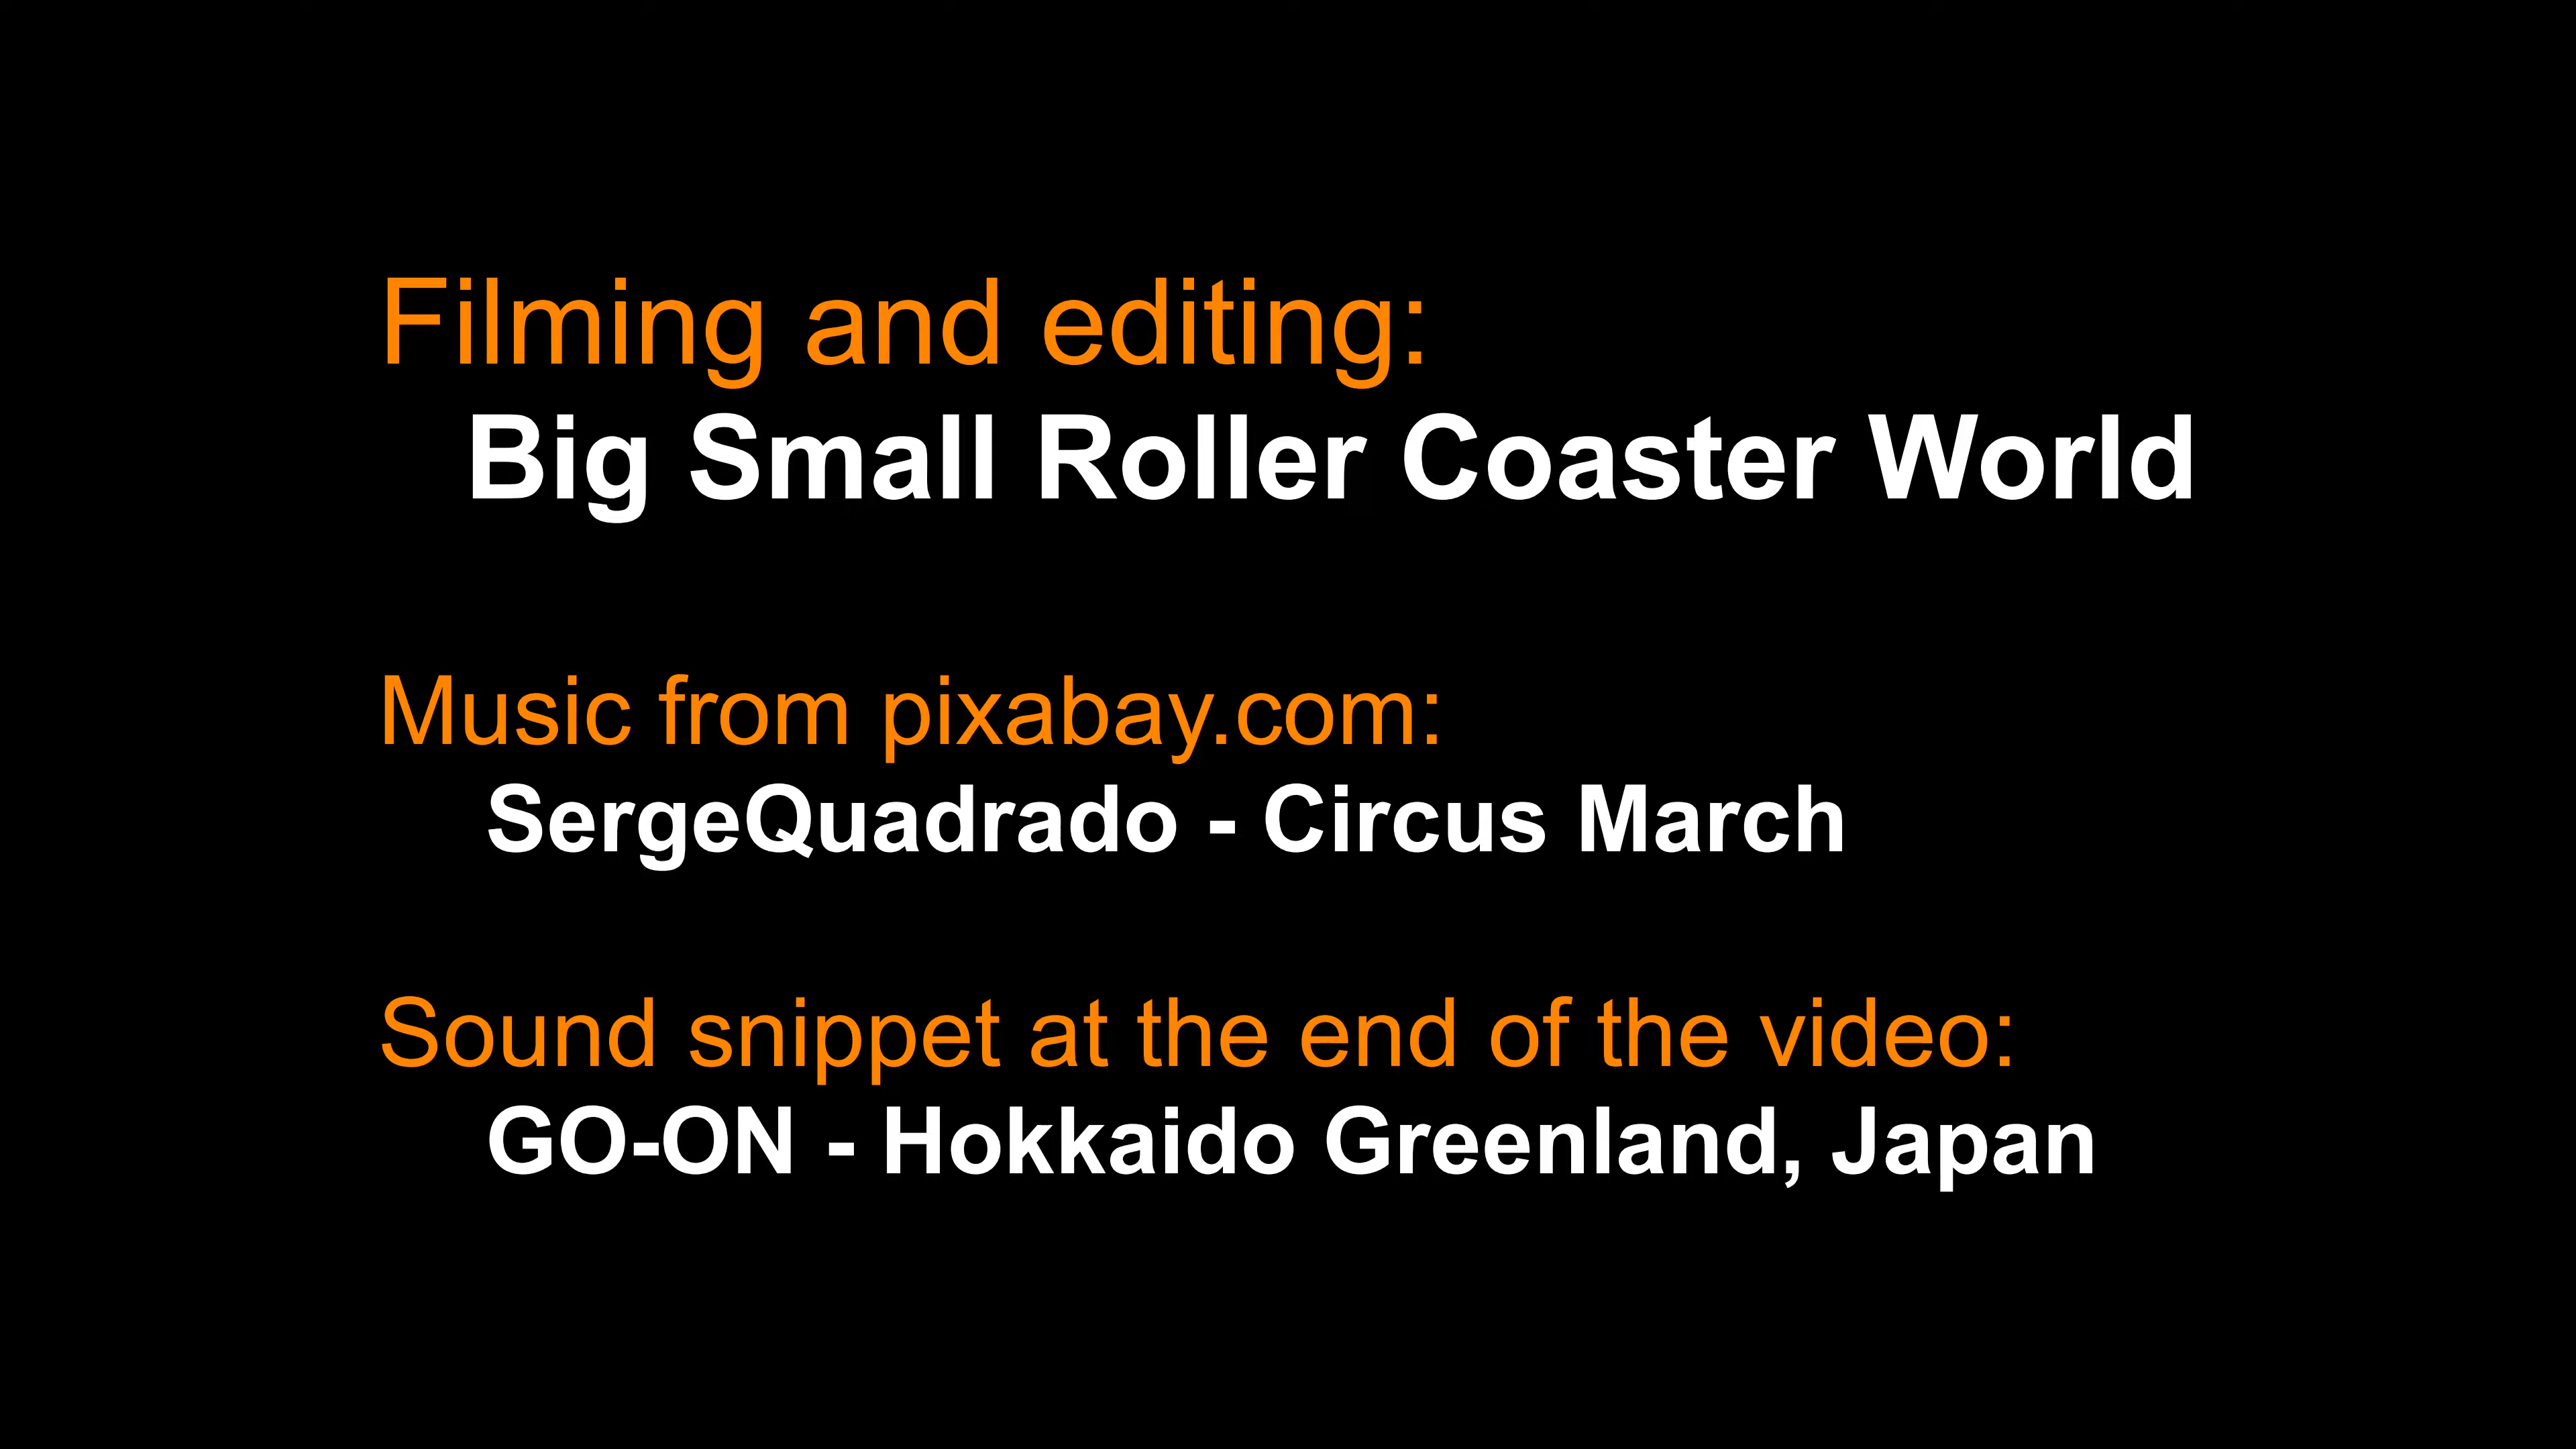 Filming and editing:
Big Small Roller Coaster World
Music from pixabay.com:
SergeQuadrado - Circus March
Sound snippet at the end of the video:
GO-ON - Hokkaido Greenland, Japan